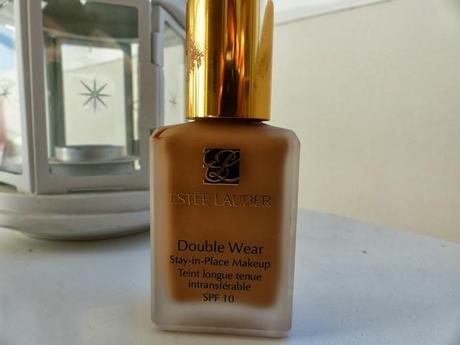 ESTĒE LAUDER
Double Wear
Stay-in-Place Makeup
Teint longue tenue
intransférable
SPF 10